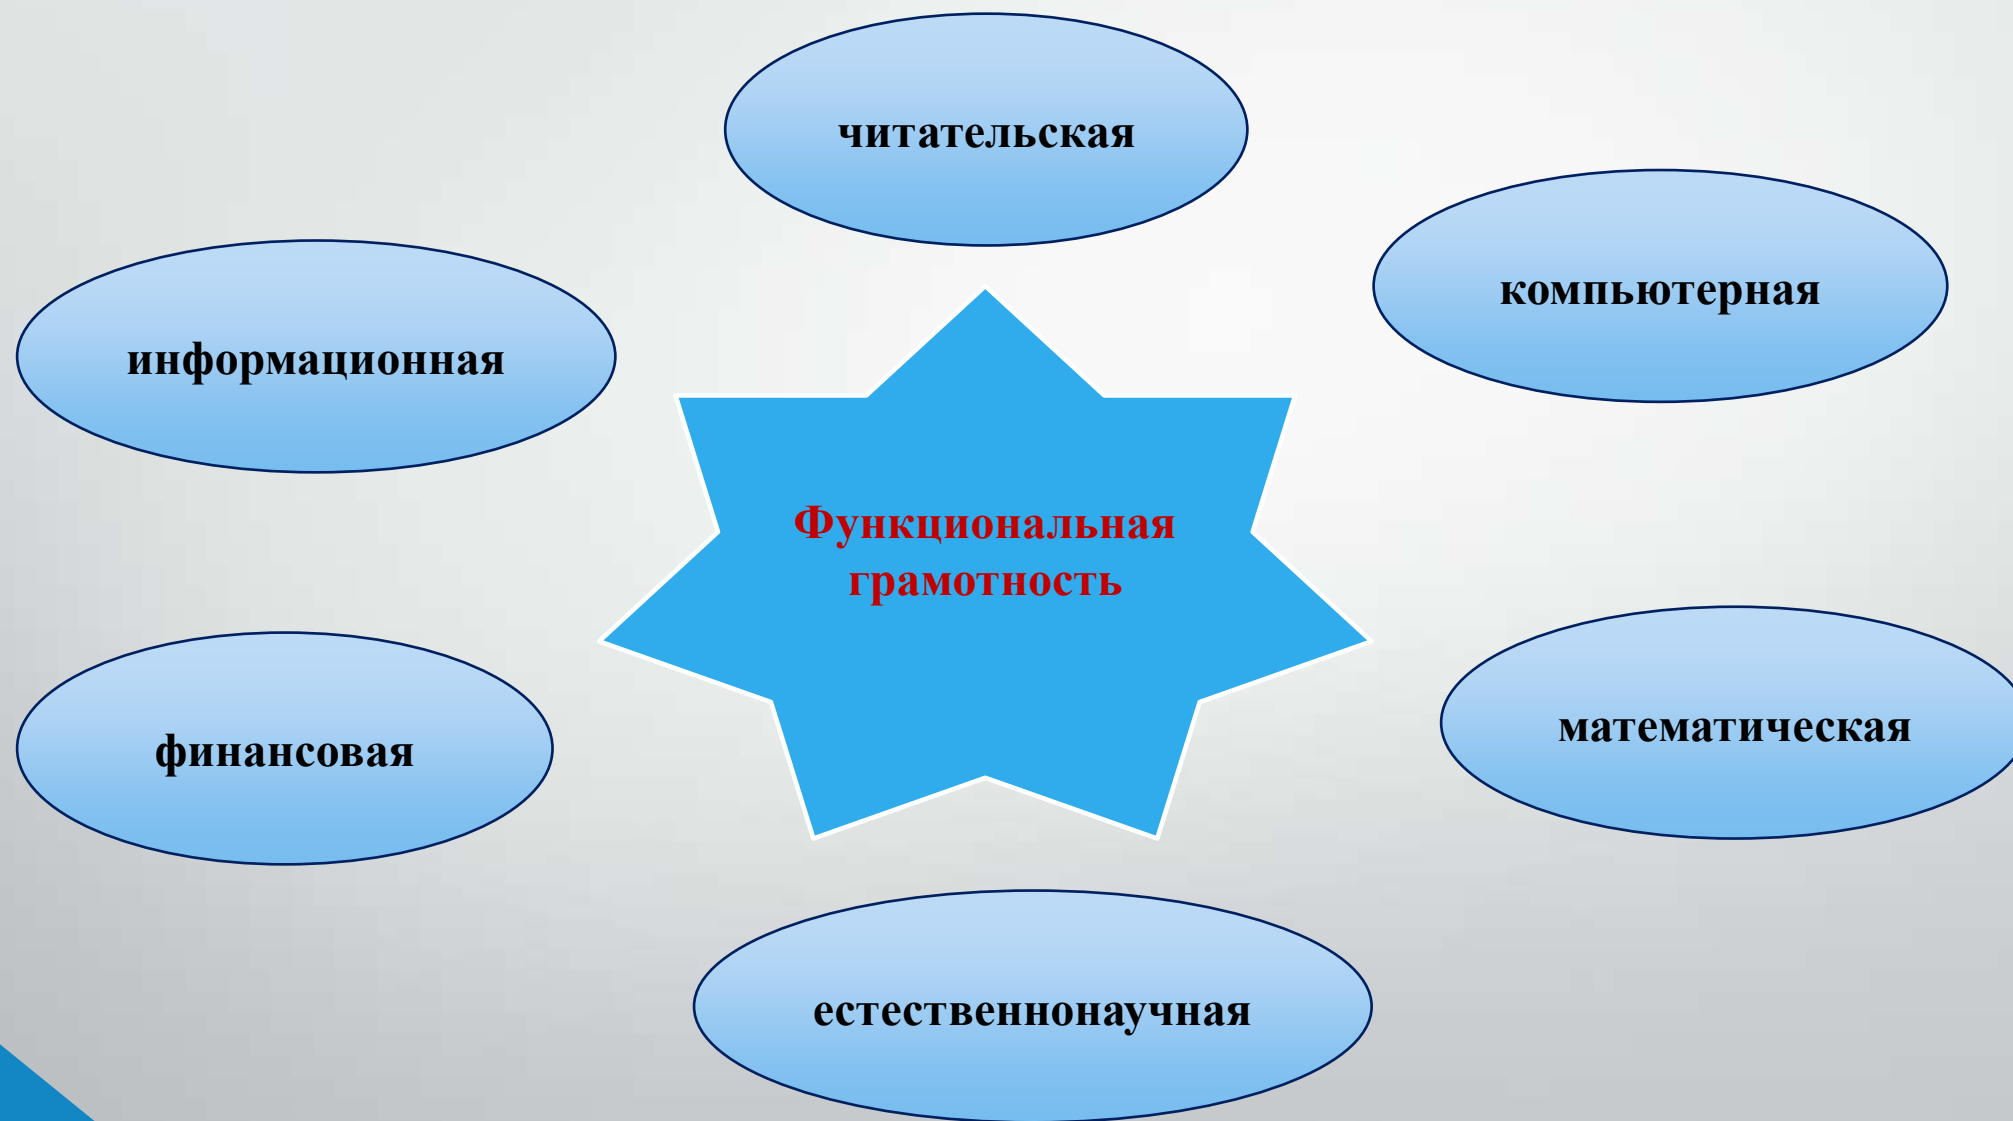 читательская
компьютерная
информационная
Функциональная
грамотность
математическая
финансовая
естественнонаучная